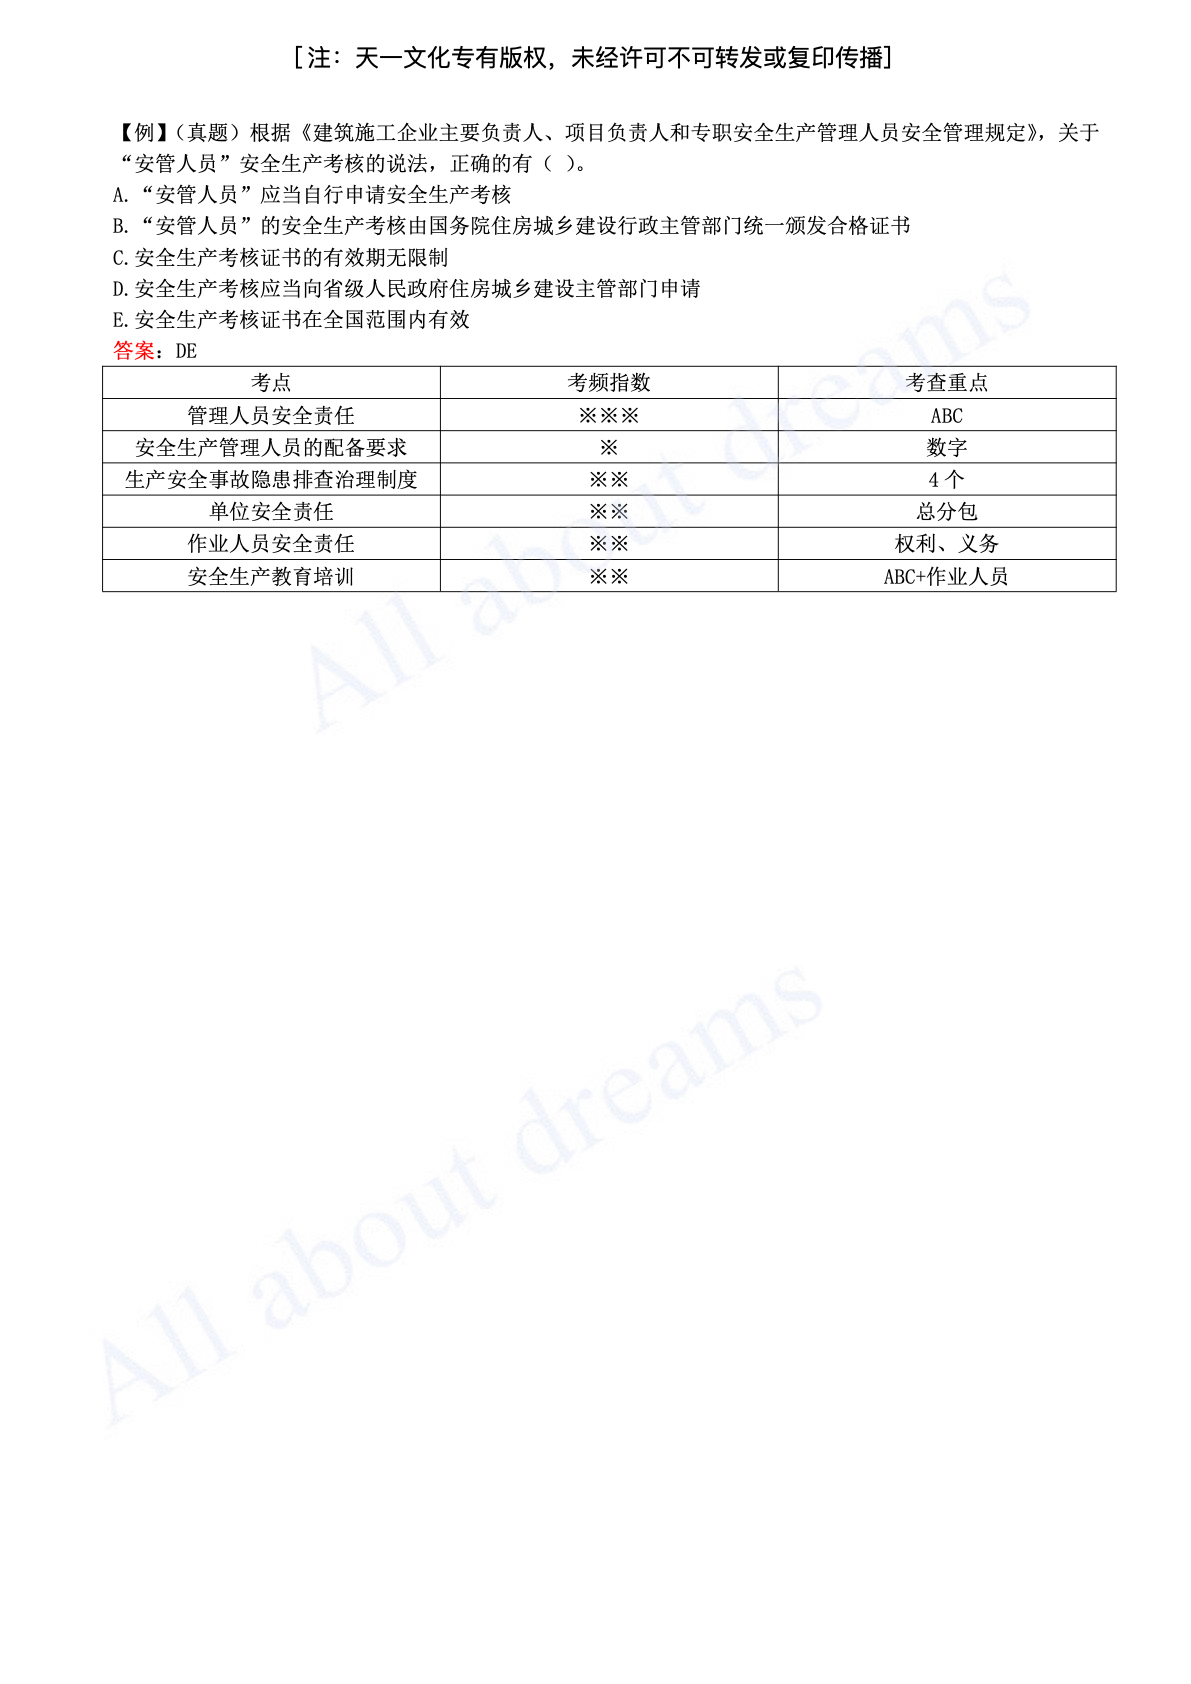 [注：天一文化专有版权，未经许可不可转发或复印传播]
【例】（真题）根据《建筑施工企业主要负责人、项目负责人和专职安全生产管理人员安全管理规定》，关于
“安管人员”安全生产考核的说法，正确的有（ ）。
A.“安管人员”应当自行申请安全生产考核
B.“安管人员”的安全生产考核由国务院住房城乡建设行政主管部门统一颁发合格证书
C.安全生产考核证书的有效期无限制
D.安全生产考核应当向省级人民政府住房城乡建设主管部门申请
E.安全生产考核证书在全国范围内有效
答案：DE
考点 考频指数 考查重点
管理人员安全责任 ※※※ ABC
安全生产管理人员的配备要求 ※ 数字
生产安全事故隐患排查治理制度 ※※ 4 个
单位安全责任 ※※ 总分包
作业人员安全责任 ※※ 权利、义务
安全生产教育培训 ※※ ABC+作业人员
All about dreams
All about dreams